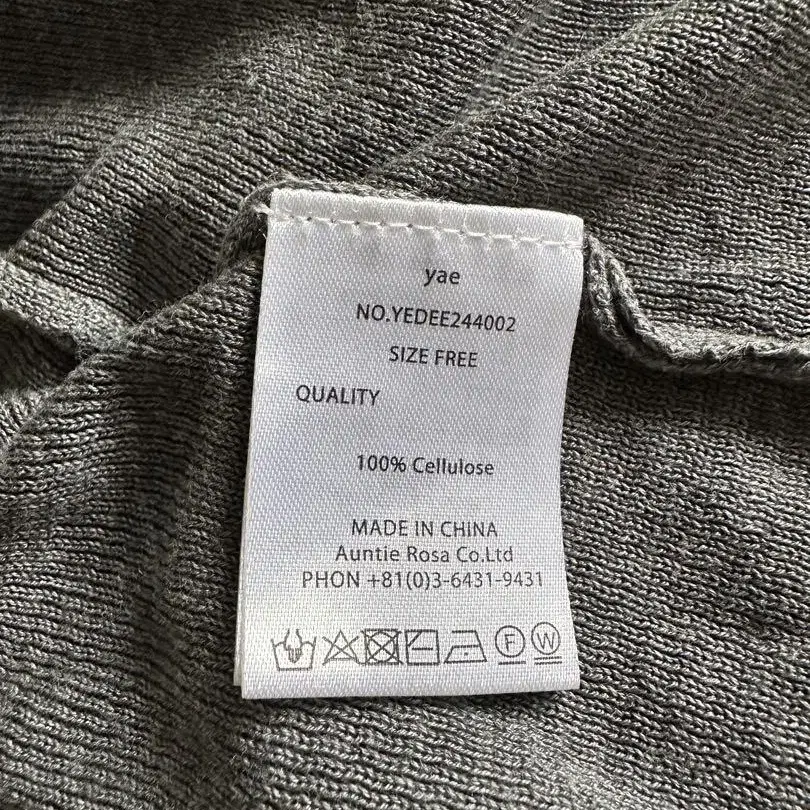 yae
NO.YEDEE244002
SIZE FREE
QUALITY
100% Cellulose
MADE IN CHINA
Auntie Rosa Co.Ltd
PHON +81(0)3-6431-9431
F W